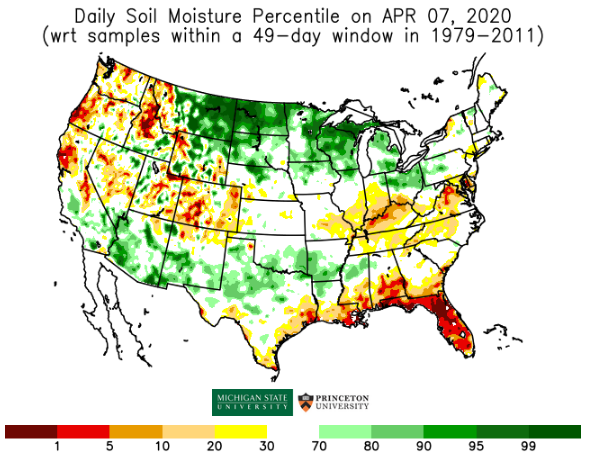 Daily Soil Moisture Percentile on APR 07, 2020
(wrt samples within a 49-day window in 1979-2011)
MICHIGAN STATE
UNIVERSITY
PRINCETON
UNIVERSITY
1 5 10 20 30 70 80 90 95 99